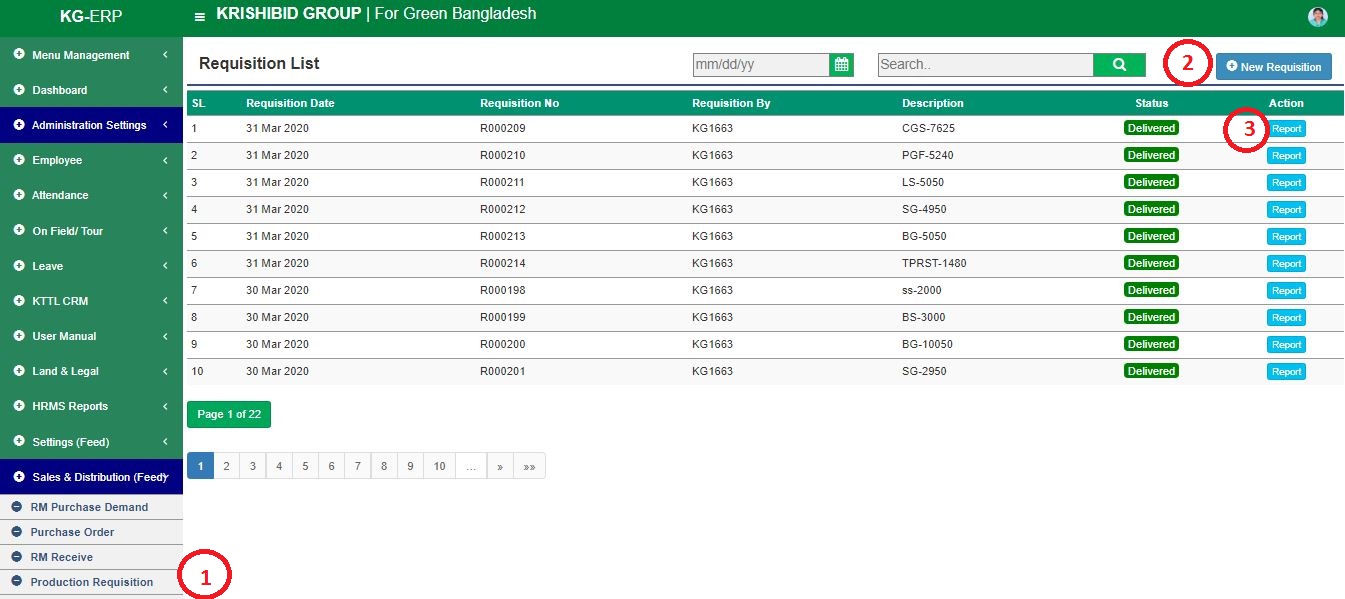 KG-ERP
KRISHIBID GROUP | For Green Bangladesh
Menu Management
Dashboard
Administration Settings
Employee
Attendance
On Field/ Tour
Leave
KTTL CRM
User Manual
Land & Legal
HRMS Reports
Settings (Feed)
Sales & Distribution (Feed)
RM Purchase Demand
Purchase Order
RM Receive
Production Requisition
1
Requisition List
mm/dd/yy
Search..
2
New Requisition
SL Requisition Date Requisition No Requisition By Description Status Action
1 31 Mar 2020 R000209 KG1663 CGS-7625 Delivered 3 Report
2 31 Mar 2020 R000210 KG1663 PGF-5240 Delivered Report
3 31 Mar 2020 R000211 KG1663 LS-5050 Delivered Report
4 31 Mar 2020 R000212 KG1663 SG-4950 Delivered Report
5 31 Mar 2020 R000213 KG1663 BG-5050 Delivered Report
6 31 Mar 2020 R000214 KG1663 TPRST-1480 Delivered Report
7 30 Mar 2020 R000198 KG1663 ss-2000 Delivered Report
8 30 Mar 2020 R000199 KG1663 BS-3000 Delivered Report
9 30 Mar 2020 R000200 KG1663 BG-10050 Delivered Report
10 30 Mar 2020 R000201 KG1663 SG-2950 Delivered Report
Page 1 of 22
1 2 3 4 5 6 7 8 9 10 ... » »»